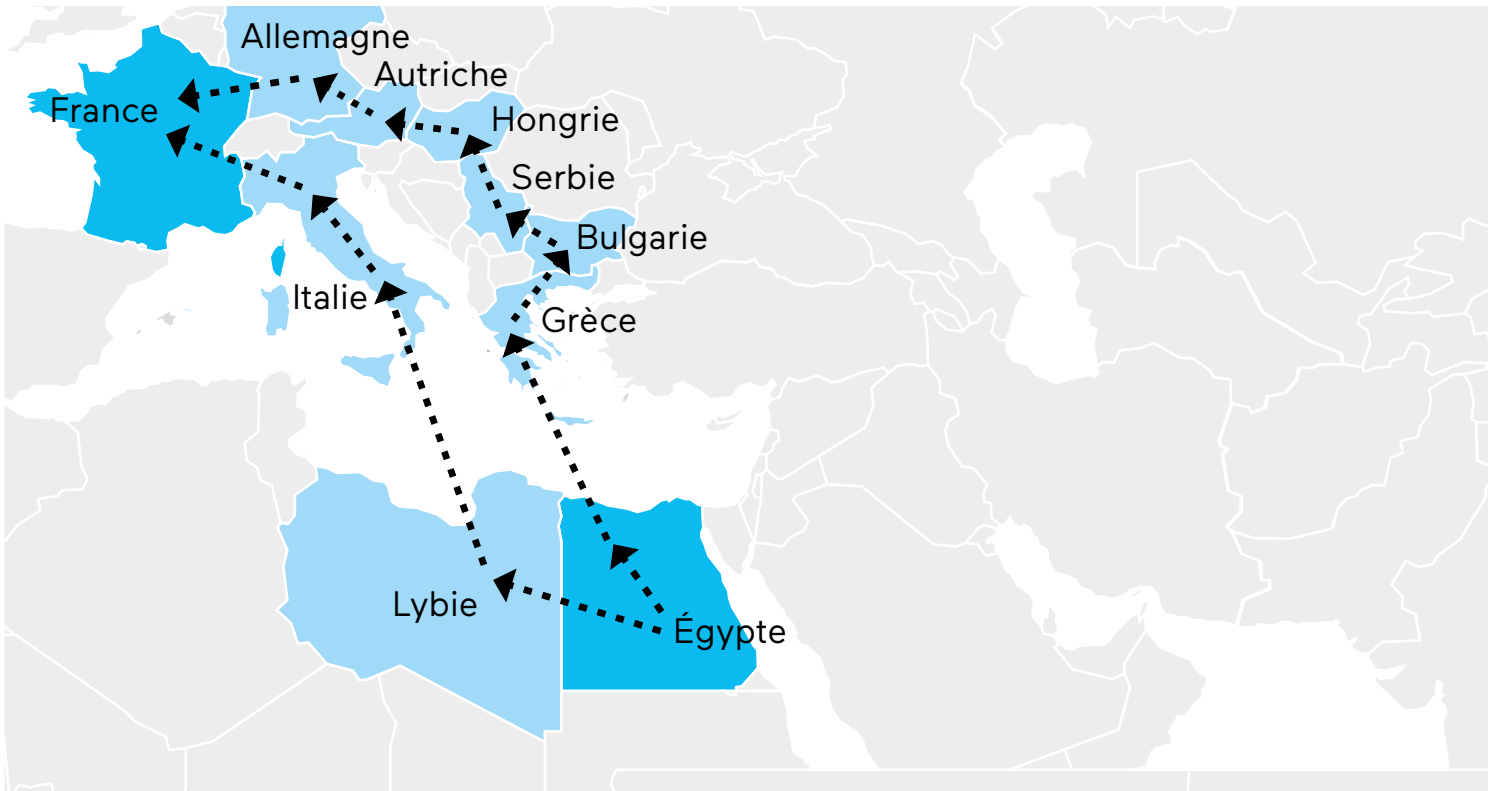 Allemagne
Autriche
France
Hongrie
Serbie
Bulgarie
Italie
Grèce
Lybie
Égypte